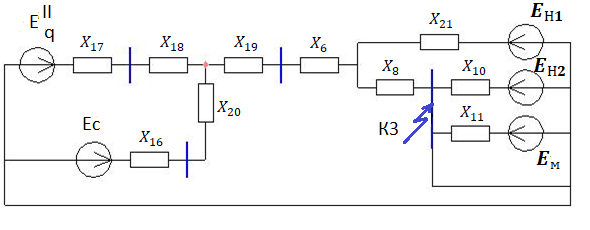 E II q
X17 X18 X19 X6 X21 EН1
X8 X10 EН2
X20
КЗ X11 Eм
Ec X16